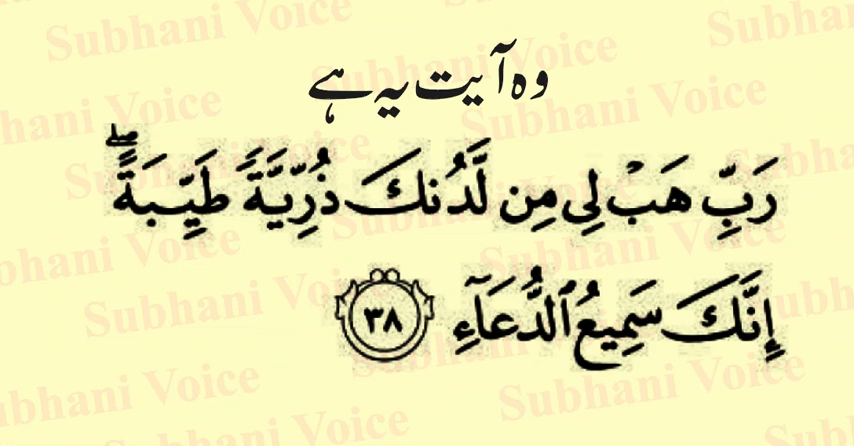 وہ آیت یہ ہے
رَبِّ هَبْ لِى مِن لَّدُنكَ ذُرِّيَّةً طَيِّبَةً ۖ
إِنَّكَ سَمِيعُ ٱلدُّعَآءِ ٣٨
Subhani Voice